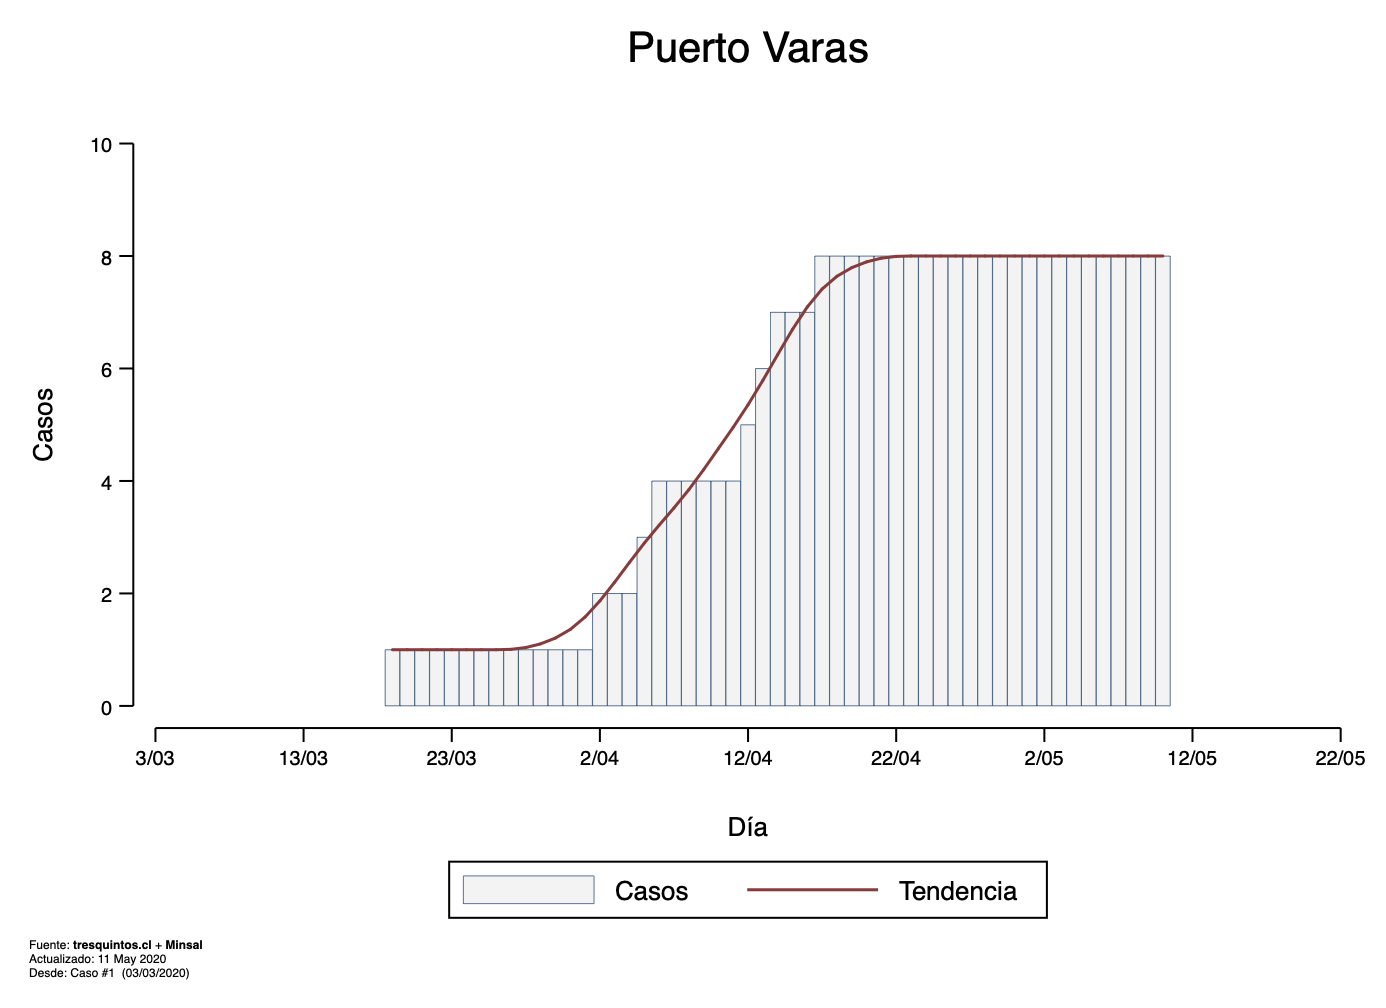 Puerto Varas
10
8
6
4
2
0
Casos
3/03 13/03 23/03 2/04 12/04 22/04 2/05 12/05 22/05
Día
Casos Tendencia
Fuente: tresquintos.cl + Minsal
Actualizado: 11 May 2020
Desde: Caso #1 (03/03/2020)